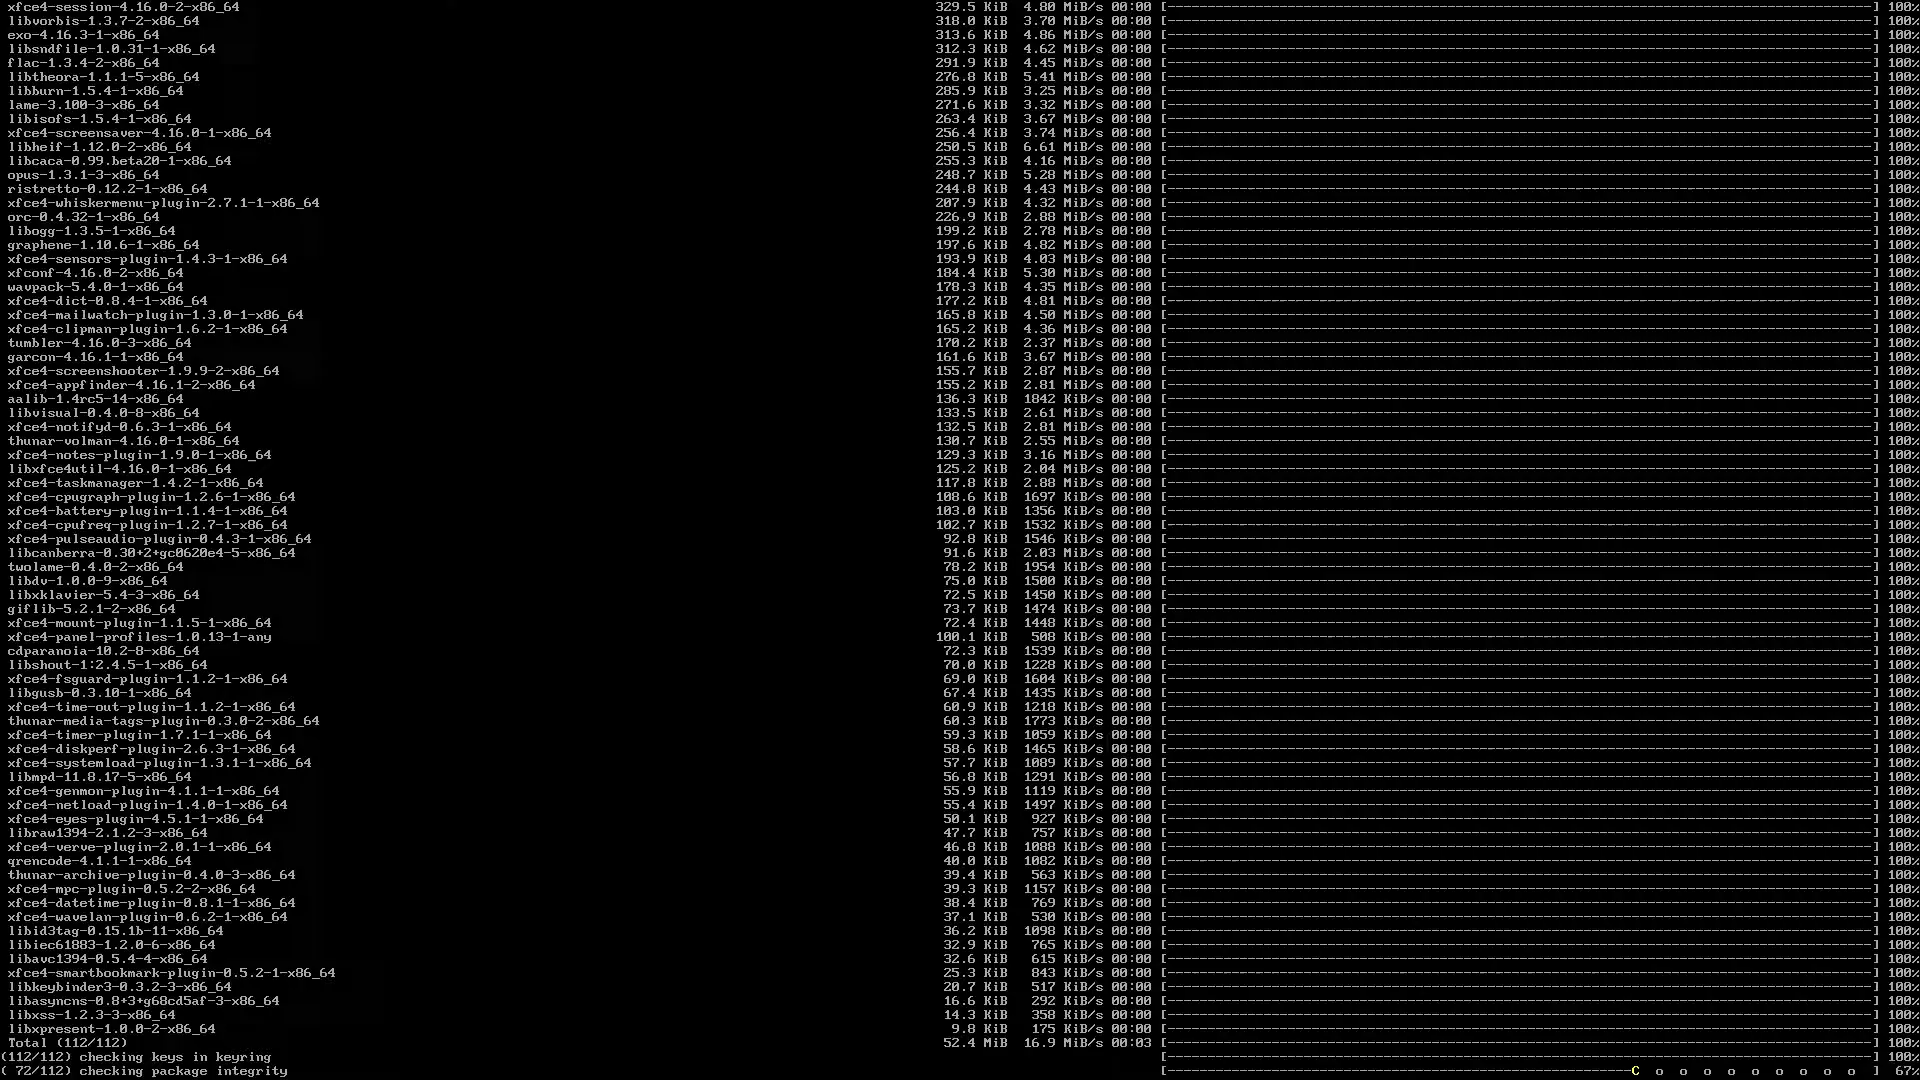 xfce4-session-4.16.0-2-x86_64 329.5 KiB 4.80 MiB/s 00:00 [----------] 100%
libvorbis-1.3.7-2-x86_64 318.0 KiB 3.70 MiB/s 00:00 [----------] 100%
exo-4.16.3-1-x86_64 313.6 KiB 4.86 MiB/s 00:00 [----------] 100%
libsndfile-1.0.31-1-x86_64 312.3 KiB 4.62 MiB/s 00:00 [----------] 100%
flac-1.3.4-2-x86_64 291.9 KiB 4.45 MiB/s 00:00 [----------] 100%
libtheora-1.1.1-5-x86_64 276.8 KiB 5.41 MiB/s 00:00 [----------] 100%
libburn-1.5.4-1-x86_64 285.9 KiB 3.25 MiB/s 00:00 [----------] 100%
lame-3.100-3-x86_64 271.6 KiB 3.32 MiB/s 00:00 [----------] 100%
libisofs-1.5.4-1-x86_64 263.4 KiB 3.67 MiB/s 00:00 [----------] 100%
xfce4-screensaver-4.16.0-1-x86_64 256.4 KiB 3.74 MiB/s 00:00 [----------] 100%
libheif-1.12.0-2-x86_64 250.5 KiB 6.61 MiB/s 00:00 [----------] 100%
libcaca-0.99.beta20-1-x86_64 255.3 KiB 4.16 MiB/s 00:00 [----------] 100%
opus-1.3.1-3-x86_64 248.7 KiB 5.28 MiB/s 00:00 [----------] 100%
ristretto-0.12.2-1-x86_64 244.8 KiB 4.43 MiB/s 00:00 [----------] 100%
xfce4-whiskermenu-plugin-2.7.1-1-x86_64 207.9 KiB 4.32 MiB/s 00:00 [----------] 100%
orc-0.4.32-1-x86_64 226.9 KiB 2.88 MiB/s 00:00 [----------] 100%
libogg-1.3.5-1-x86_64 199.2 KiB 2.78 MiB/s 00:00 [----------] 100%
graphene-1.10.6-1-x86_64 197.6 KiB 4.82 MiB/s 00:00 [----------] 100%
xfce4-sensors-plugin-1.4.3-1-x86_64 193.9 KiB 4.03 MiB/s 00:00 [----------] 100%
xfconf-4.16.0-2-x86_64 184.4 KiB 5.30 MiB/s 00:00 [----------] 100%
wavpack-5.4.0-1-x86_64 178.3 KiB 4.35 MiB/s 00:00 [----------] 100%
xfce4-dict-0.8.4-1-x86_64 177.2 KiB 4.81 MiB/s 00:00 [----------] 100%
xfce4-mailwatch-plugin-1.3.0-1-x86_64 165.8 KiB 4.50 MiB/s 00:00 [----------] 100%
xfce4-clipman-plugin-1.6.2-1-x86_64 165.2 KiB 4.36 MiB/s 00:00 [----------] 100%
tumbler-4.16.0-3-x86_64 170.2 KiB 2.37 MiB/s 00:00 [----------] 100%
garcon-4.16.1-1-x86_64 161.6 KiB 3.67 MiB/s 00:00 [----------] 100%
xfce4-screenshooter-1.9.9-2-x86_64 155.7 KiB 2.87 MiB/s 00:00 [----------] 100%
xfce4-appfinder-4.16.1-2-x86_64 155.2 KiB 2.81 MiB/s 00:00 [----------] 100%
aalib-1.4rc5-14-x86_64 136.3 KiB 1842 KiB/s 00:00 [----------] 100%
libvisual-0.4.0-8-x86_64 133.5 KiB 2.61 MiB/s 00:00 [----------] 100%
xfce4-notifyd-0.6.3-1-x86_64 132.5 KiB 2.81 MiB/s 00:00 [----------] 100%
thunar-volman-4.16.0-1-x86_64 130.7 KiB 2.55 MiB/s 00:00 [----------] 100%
xfce4-notes-plugin-1.9.0-1-x86_64 129.3 KiB 3.16 MiB/s 00:00 [----------] 100%
libxfce4util-4.16.0-1-x86_64 125.2 KiB 2.04 MiB/s 00:00 [----------] 100%
xfce4-taskmanager-1.4.2-1-x86_64 117.8 KiB 2.88 MiB/s 00:00 [----------] 100%
xfce4-cpugraph-plugin-1.2.6-1-x86_64 108.6 KiB 1697 KiB/s 00:00 [----------] 100%
xfce4-battery-plugin-1.1.4-1-x86_64 103.0 KiB 1356 KiB/s 00:00 [----------] 100%
xfce4-cpufreq-plugin-1.2.7-1-x86_64 102.7 KiB 1532 KiB/s 00:00 [----------] 100%
xfce4-pulseaudio-plugin-0.4.3-1-x86_64 92.8 KiB 1546 KiB/s 00:00 [----------] 100%
libcanberra-0.30+2+gc0620e4-5-x86_64 91.6 KiB 2.03 MiB/s 00:00 [----------] 100%
twolame-0.4.0-2-x86_64 78.2 KiB 1954 KiB/s 00:00 [----------] 100%
libdv-1.0.0-9-x86_64 75.0 KiB 1500 KiB/s 00:00 [----------] 100%
libxklavier-5.4-3-x86_64 72.5 KiB 1450 KiB/s 00:00 [----------] 100%
giflib-5.2.1-2-x86_64 73.7 KiB 1474 KiB/s 00:00 [----------] 100%
xfce4-mount-plugin-1.1.5-1-x86_64 72.4 KiB 1448 KiB/s 00:00 [----------] 100%
xfce4-panel-profiles-1.0.13-1-any 100.1 KiB 508 KiB/s 00:00 [----------] 100%
cdparanoia-10.2-8-x86_64 72.3 KiB 1539 KiB/s 00:00 [----------] 100%
libshout-1:2.4.5-1-x86_64 70.0 KiB 1228 KiB/s 00:00 [----------] 100%
xfce4-fsguard-plugin-1.1.2-1-x86_64 69.0 KiB 1604 KiB/s 00:00 [----------] 100%
libgusb-0.3.10-1-x86_64 67.4 KiB 1435 KiB/s 00:00 [----------] 100%
xfce4-time-out-plugin-1.1.2-1-x86_64 60.9 KiB 1218 KiB/s 00:00 [----------] 100%
thunar-media-tags-plugin-0.3.0-2-x86_64 60.3 KiB 1773 KiB/s 00:00 [----------] 100%
xfce4-timer-plugin-1.7.1-1-x86_64 59.3 KiB 1059 KiB/s 00:00 [----------] 100%
xfce4-diskperf-plugin-2.6.3-1-x86_64 58.6 KiB 1465 KiB/s 00:00 [----------] 100%
xfce4-systemload-plugin-1.3.1-1-x86_64 57.7 KiB 1089 KiB/s 00:00 [----------] 100%
libmpd-11.8.17-5-x86_64 56.8 KiB 1291 KiB/s 00:00 [----------] 100%
xfce4-genmon-plugin-4.1.1-1-x86_64 55.9 KiB 1119 KiB/s 00:00 [----------] 100%
xfce4-netload-plugin-1.4.0-1-x86_64 55.4 KiB 1497 KiB/s 00:00 [----------] 100%
xfce4-eyes-plugin-4.5.1-1-x86_64 50.1 KiB 927 KiB/s 00:00 [----------] 100%
libraw1394-2.1.2-3-x86_64 47.7 KiB 757 KiB/s 00:00 [----------] 100%
xfce4-verve-plugin-2.0.1-1-x86_64 46.8 KiB 1088 KiB/s 00:00 [----------] 100%
qrencode-4.1.1-1-x86_64 40.0 KiB 1082 KiB/s 00:00 [----------] 100%
thunar-archive-plugin-0.4.0-3-x86_64 39.4 KiB 563 KiB/s 00:00 [----------] 100%
xfce4-mpc-plugin-0.5.2-2-x86_64 39.3 KiB 1157 KiB/s 00:00 [----------] 100%
xfce4-datetime-plugin-0.8.1-1-x86_64 38.4 KiB 769 KiB/s 00:00 [----------] 100%
xfce4-wavelan-plugin-0.6.2-1-x86_64 37.1 KiB 530 KiB/s 00:00 [----------] 100%
libid3tag-0.15.1b-11-x86_64 36.2 KiB 1098 KiB/s 00:00 [----------] 100%
libiec61883-1.2.0-6-x86_64 32.9 KiB 765 KiB/s 00:00 [----------] 100%
libavc1394-0.5.4-4-x86_64 32.6 KiB 615 KiB/s 00:00 [----------] 100%
xfce4-smartbookmark-plugin-0.5.2-1-x86_64 25.3 KiB 843 KiB/s 00:00 [----------] 100%
libkeybinder3-0.3.2-3-x86_64 20.7 KiB 517 KiB/s 00:00 [----------] 100%
libasyncns-0.8+3+g68cd5af-3-x86_64 16.6 KiB 292 KiB/s 00:00 [----------] 100%
libxss-1.2.3-3-x86_64 14.3 KiB 358 KiB/s 00:00 [----------] 100%
libxpresent-1.0.0-2-x86_64 9.8 KiB 175 KiB/s 00:00 [----------] 100%
Total (112/112) 52.4 MiB 16.9 MiB/s 00:03 [----------] 100%
(112/112) checking keys in keyring [----------] 100%
( 72/112) checking package integrity [----------C o o o o o o o o o ] 67%